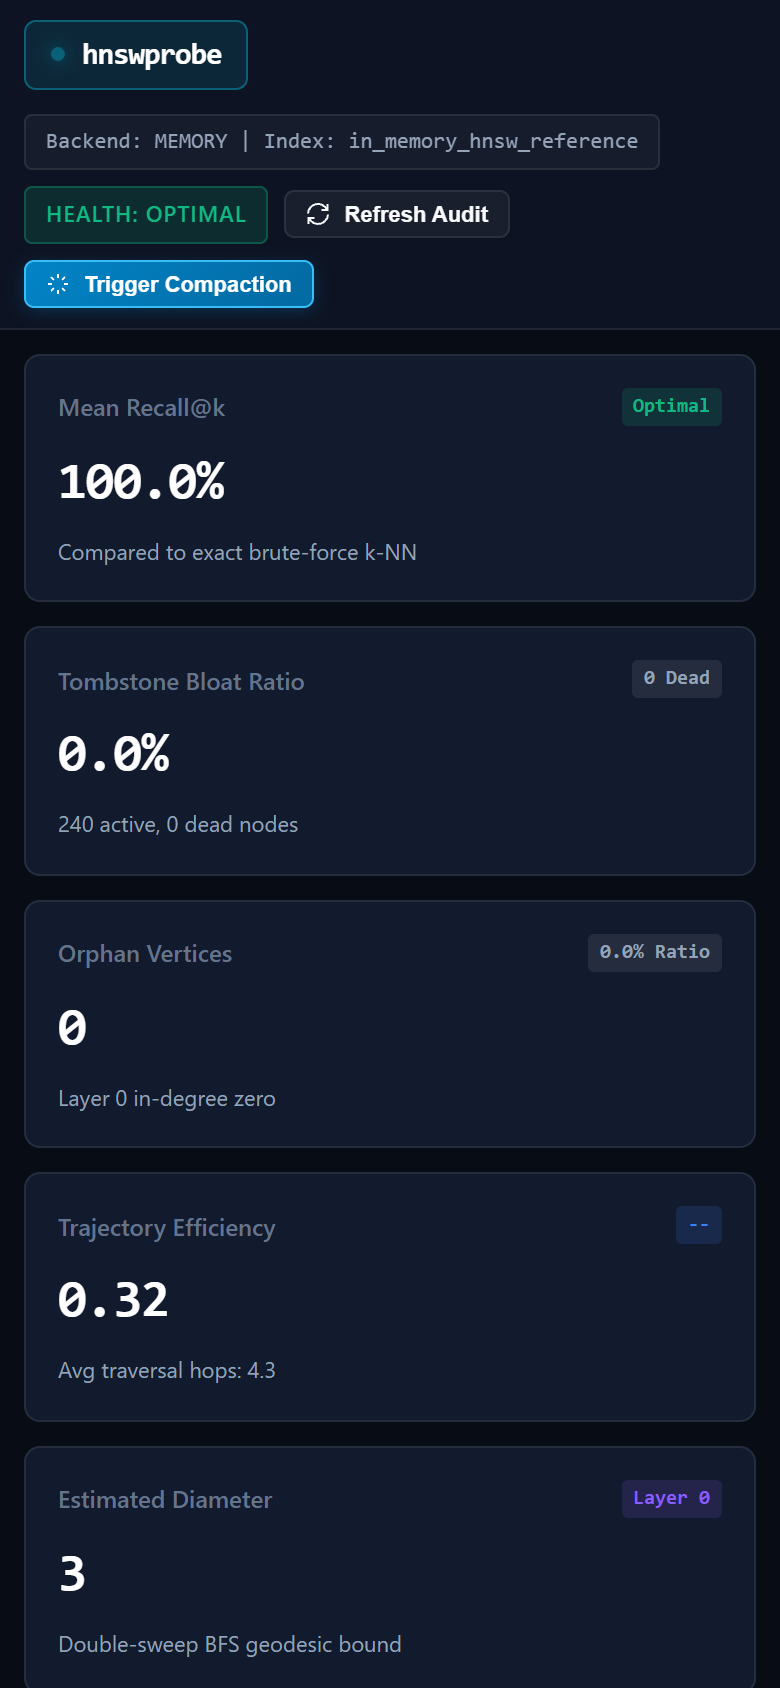 hnswprobe
Backend: MEMORY | Index: in_memory_hnsw_reference
HEALTH: OPTIMAL
Refresh Audit
Trigger Compaction
Mean Recall@k
Optimal
100.0%
Compared to exact brute-force k-NN
Tombstone Bloat Ratio
0 Dead
0.0%
240 active, 0 dead nodes
Orphan Vertices
0.0% Ratio
0
Layer 0 in-degree zero
Trajectory Efficiency
--
0.32
Avg traversal hops: 4.3
Estimated Diameter
Layer 0
3
Double-sweep BFS geodesic bound